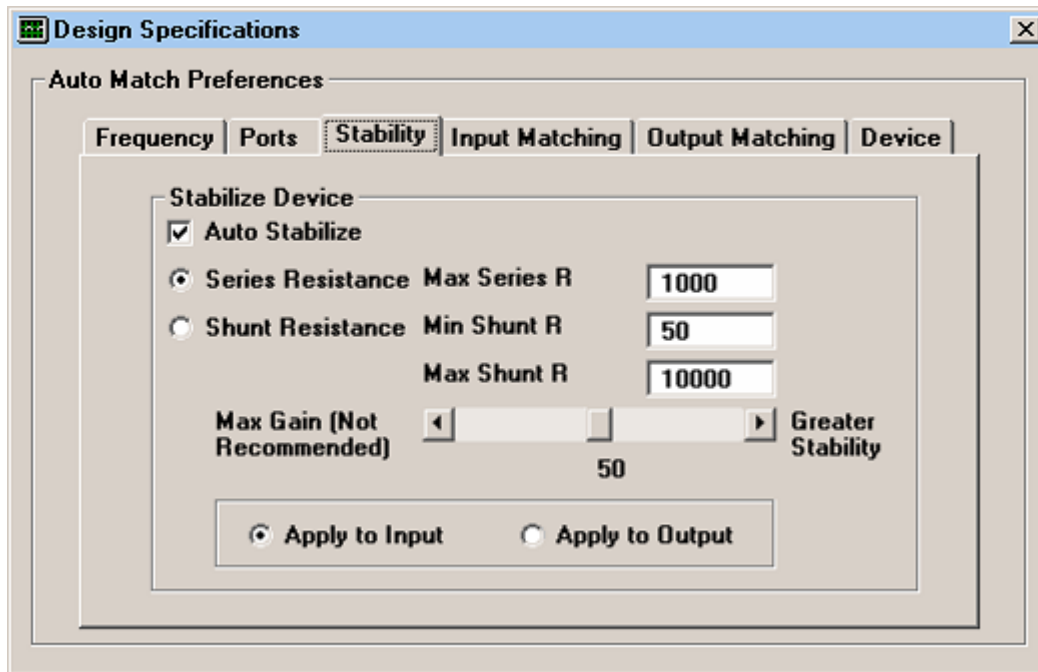 Design Specifications
Auto Match Preferences
Frequency Ports Stability Input Matching Output Matching Device
Stabilize Device
Auto Stabilize
Series Resistance Max Series R 1000
Shunt Resistance Min Shunt R 50
Max Shunt R 10000
Max Gain (Not
Recommended)
Greater
Stability
50
Apply to Input Apply to Output